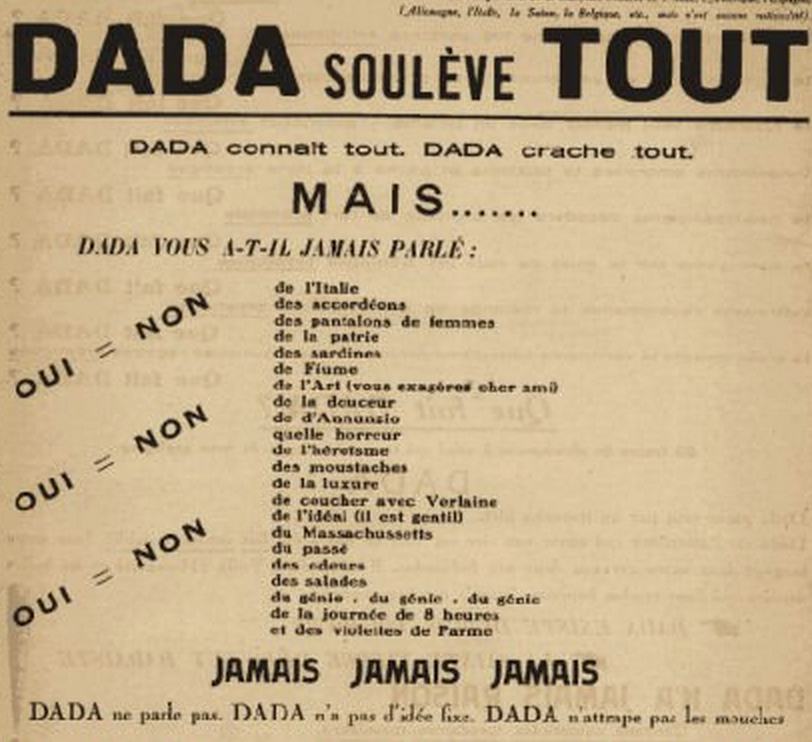 l'Allemagne, l'Italie, la Suisse, la Belgique, etc., mais n'est aucune nationalité).
DADA SOULÈVE TOUT
DADA connaît tout. DADA crache tout.
MAIS.......
DADA VOUS A-T-IL JAMAIS PARLÉ :
de l'Italie
des accordéons
des pantalons de femmes
de la patrie
des sardines
de Fiume
de l'Art (vous exagérez cher ami)
de la douceur
de d'Annunzio
quelle horreur
de l'héroïsme
des moustaches
de la luxure
de coucher avec Verlaine
de l'idéal (il est gentil)
du Massachussetts
du passé
des odeurs
des salades
du génie . du génie . du génie
de la journée de 8 heures
et des violettes de Parme
OUI = NON
OUI = NON
OUI = NON
JAMAIS JAMAIS JAMAIS
DADA ne parle pas. DADA n'a pas d'idée fixe. DADA n'attrape pas les mouches